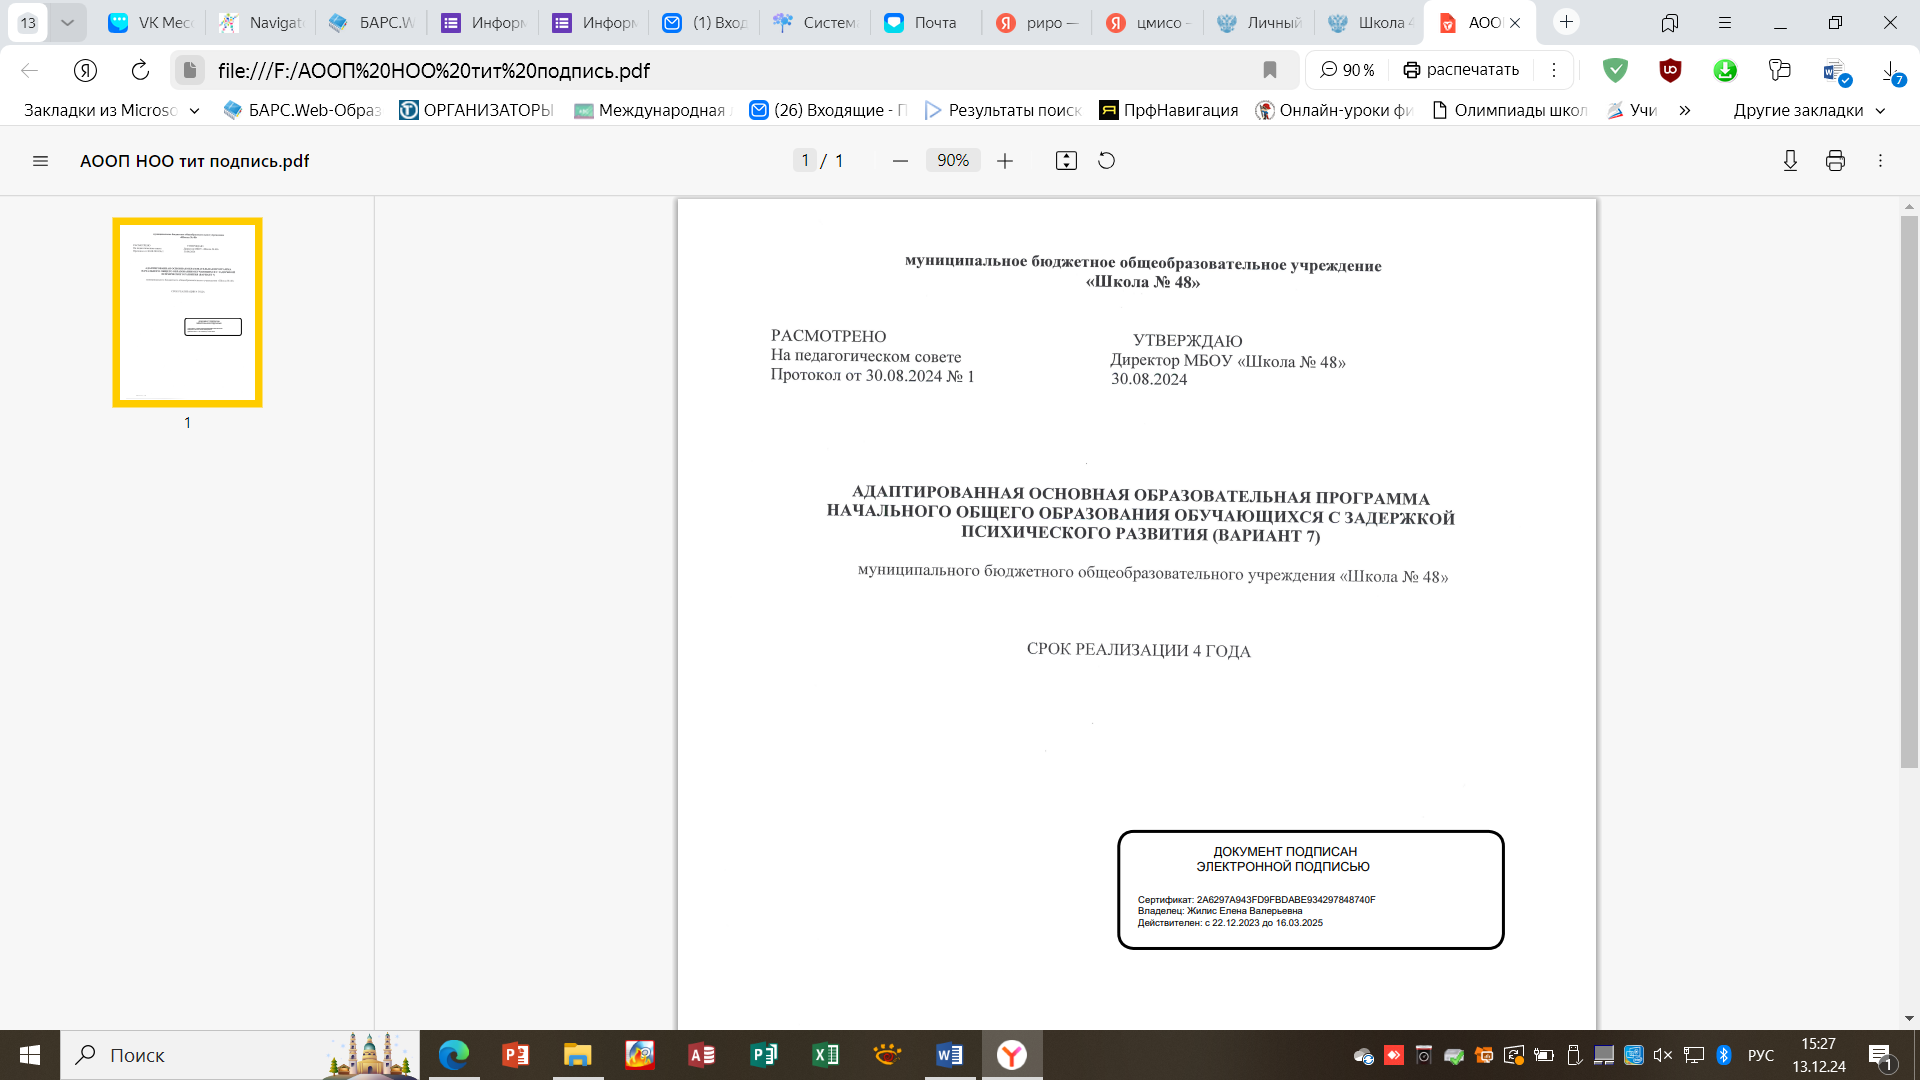 13
VK Месс
Navigat
БАРС.W
Информ
Информ
(1) Вход
Систем
Почта
риро —
цмисо -
Личный
Школа 4
АООП
file:///F:/АООП%20НОО%20тит%20подпись.pdf
90 %
распечатать
7
Закладки из Microso
БАРС.Web-Образ
ОРГАНИЗАТОРЫ
Международная
(26) Входящие - П
Результаты поиск
ПрфНавигация
Онлайн-уроки фи
Олимпиады школ
Учи
»
Другие закладки
АООП НОО тит подпись.pdf
1 / 1
90%
1
муниципальное бюджетное общеобразовательное учреждение
«Школа № 48»
РАСМОТРЕНО
На педагогическом совете
Протокол от 30.08.2024 № 1
УТВЕРЖДАЮ
Директор МБОУ «Школа № 48»
30.08.2024
АДАПТИРОВАННАЯ ОСНОВНАЯ ОБРАЗОВАТЕЛЬНАЯ ПРОГРАММА
НАЧАЛЬНОГО ОБЩЕГО ОБРАЗОВАНИЯ ОБУЧАЮЩИХСЯ С ЗАДЕРЖКОЙ
ПСИХИЧЕСКОГО РАЗВИТИЯ (ВАРИАНТ 7)
муниципального бюджетного общеобразовательного учреждения «Школа № 48»
СРОК РЕАЛИЗАЦИИ 4 ГОДА
ДОКУМЕНТ ПОДПИСАН
ЭЛЕКТРОННОЙ ПОДПИСЬЮ
Сертификат: 2A6297A943FD9FBDABE934297848740F
Владелец: Жилис Елена Валерьевна
Действителен: с 22.12.2023 до 16.03.2025
Поиск
РУС
15:27
13.12.24
1